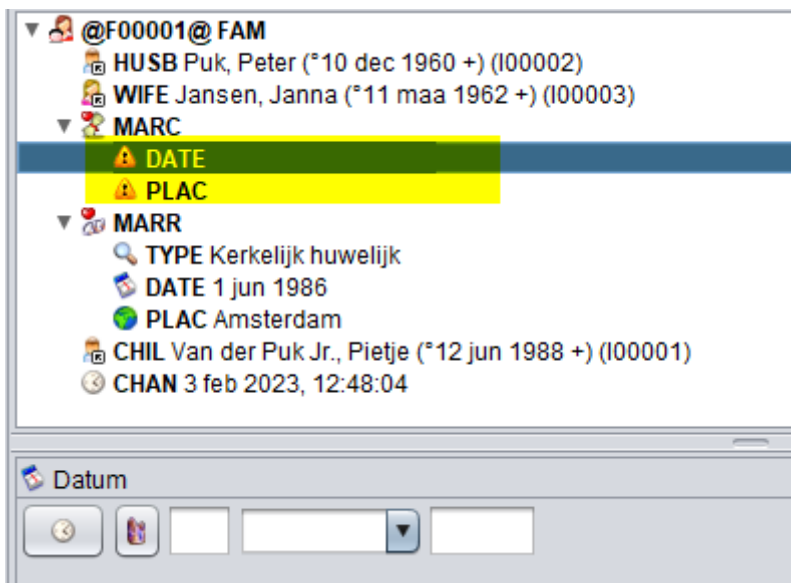 @F00001@ FAM
HUSB Puk, Peter (°10 dec 1960 +) (I00002)
WIFE Jansen, Janna (°11 maa 1962 +) (I00003)
MARC
DATE
PLAC
MARR
TYPE Kerkelijk huwelijk
DATE 1 jun 1986
PLAC Amsterdam
CHIL Van der Puk Jr., Pietje (°12 jun 1988 +) (I00001)
CHAN 3 feb 2023, 12:48:04
Datum